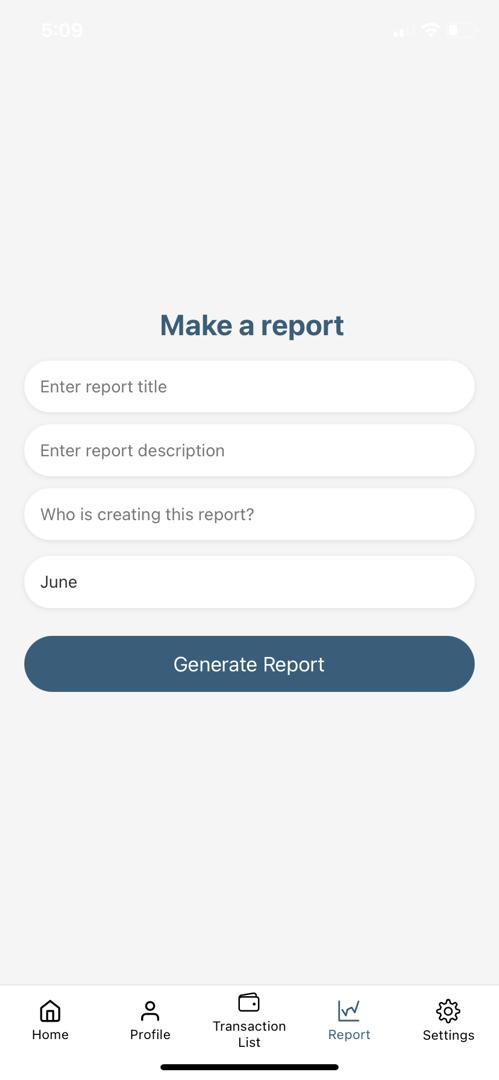 5:09
Make a report
Enter report title
Enter report description
Who is creating this report?
June
Generate Report
Home
Profile
Transaction
List
Report
Settings